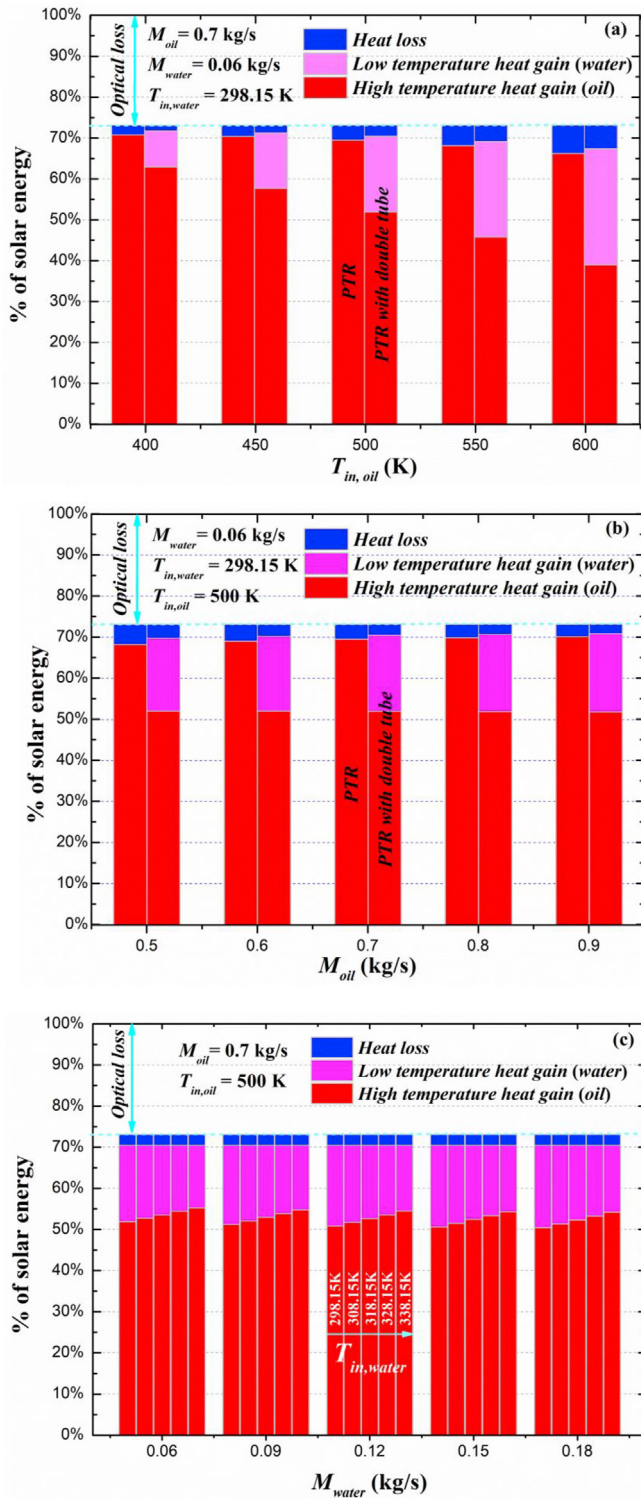 (a)
100%
90%
80%
70%
60%
50%
40%
30%
20%
10%
0%
% of solar energy
Optical loss
M_oil = 0.7 kg/s
M_water = 0.06 kg/s
T_in,water = 298.15 K
Heat loss
Low temperature heat gain (water)
High temperature heat gain (oil)
PTR
PTR with double tube
400 450 500 550 600
T_in, oil (K)
(b)
100%
90%
80%
70%
60%
50%
40%
30%
20%
10%
0%
% of solar energy
Optical loss
M_water = 0.06 kg/s
T_in,water = 298.15 K
T_in,oil = 500 K
Heat loss
Low temperature heat gain (water)
High temperature heat gain (oil)
PTR
PTR with double tube
0.5 0.6 0.7 0.8 0.9
M_oil (kg/s)
(c)
100%
90%
80%
70%
60%
50%
40%
30%
20%
10%
0%
% of solar energy
Optical loss
M_oil = 0.7 kg/s
T_in,oil = 500 K
Heat loss
Low temperature heat gain (water)
High temperature heat gain (oil)
298.15K
308.15K
318.15K
328.15K
338.15K
T_in,water
0.06 0.09 0.12 0.15 0.18
M_water (kg/s)